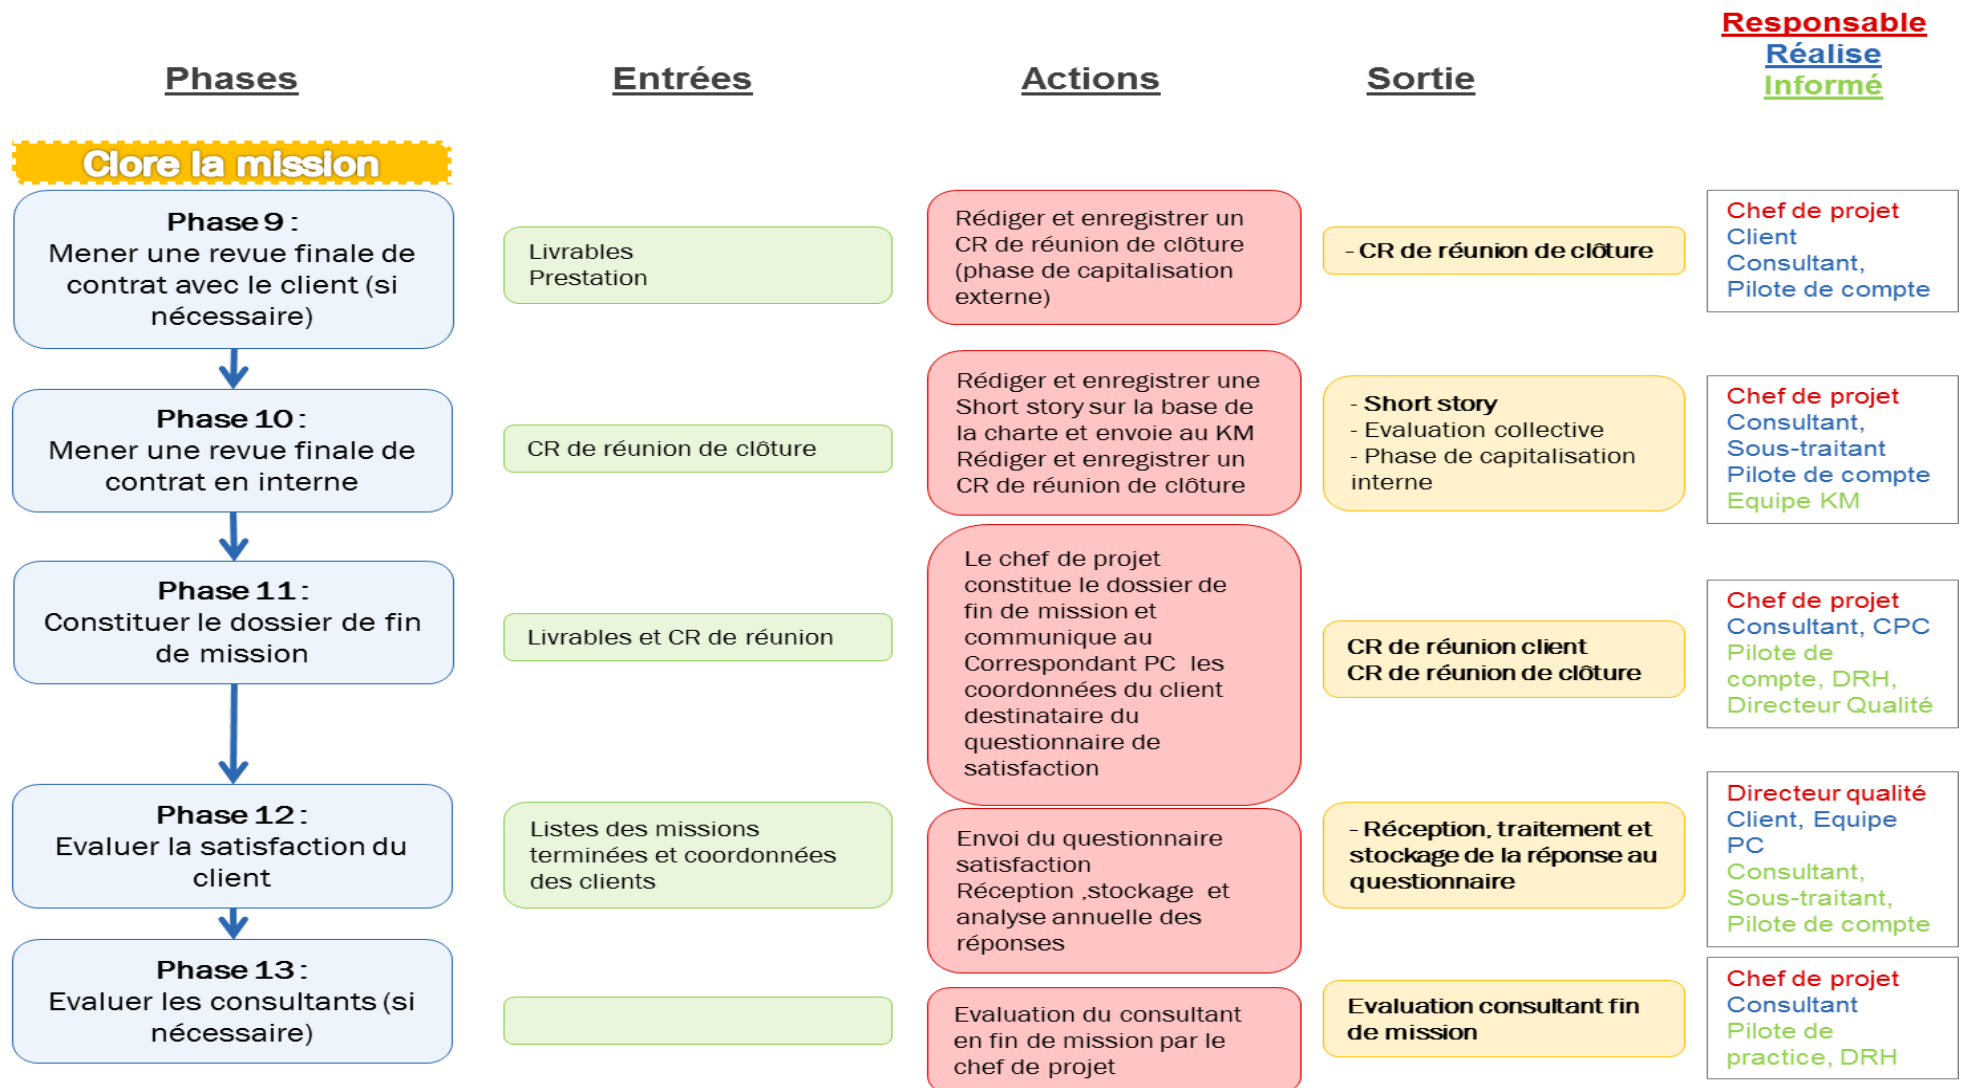 Phases
Entrées
Actions
Sortie
Responsable
Réalise
Informé
Clore la mission
Phase 9 :
Mener une revue finale de
contrat avec le client (si
nécessaire)
Livrables
Prestation
Rédiger et enregistrer un
CR de réunion de clôture
(phase de capitalisation
externe)
- CR de réunion de clôture
Chef de projet
Client
Consultant,
Pilote de compte
Phase 10 :
Mener une revue finale de
contrat en interne
CR de réunion de clôture
Rédiger et enregistrer une
Short story sur la base de
la charte et envoie au KM
Rédiger et enregistrer un
CR de réunion de clôture
- Short story
- Evaluation collective
- Phase de capitalisation
interne
Chef de projet
Consultant,
Sous-traitant
Pilote de compte
Equipe KM
Phase 11 :
Constituer le dossier de fin
de mission
Livrables et CR de réunion
Le chef de projet
constitue le dossier de
fin de mission et
communique au
Correspondant PC les
coordonnées du client
destinataire du
questionnaire de
satisfaction
CR de réunion client
CR de réunion de clôture
Chef de projet
Consultant, CPC
Pilote de
compte, DRH,
Directeur Qualité
Phase 12 :
Evaluer la satisfaction du
client
Listes des missions
terminées et coordonnées
des clients
Envoi du questionnaire
satisfaction
Réception ,stockage et
analyse annuelle des
réponses
- Réception, traitement et
stockage de la réponse au
questionnaire
Directeur qualité
Client, Equipe
PC
Consultant,
Sous-traitant,
Pilote de compte
Phase 13 :
Evaluer les consultants (si
nécessaire)
Evaluation du consultant
en fin de mission par le
chef de projet
Evaluation consultant fin
de mission
Chef de projet
Consultant
Pilote de
practice, DRH